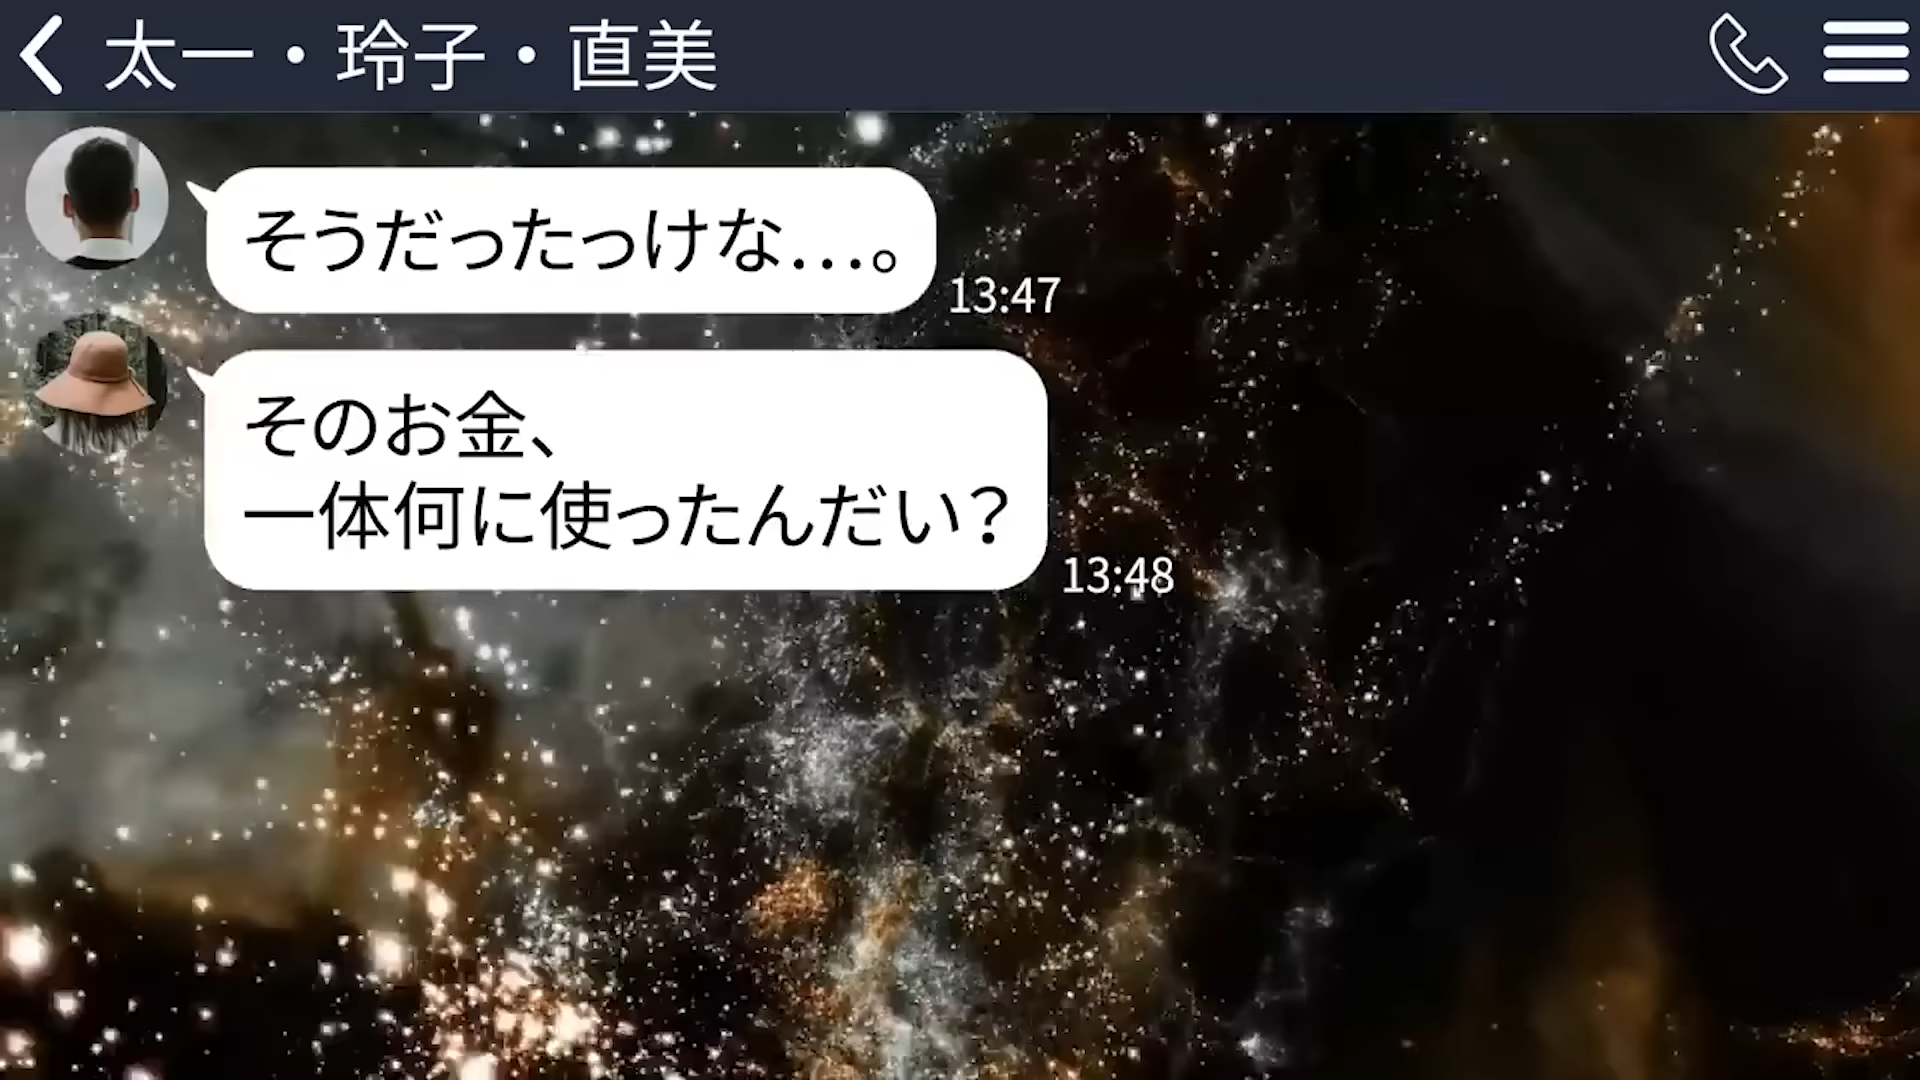 太一・玲子・直美
そうだったっけな…。
13:47
そのお金、
一体何に使ったんだい？
13:48